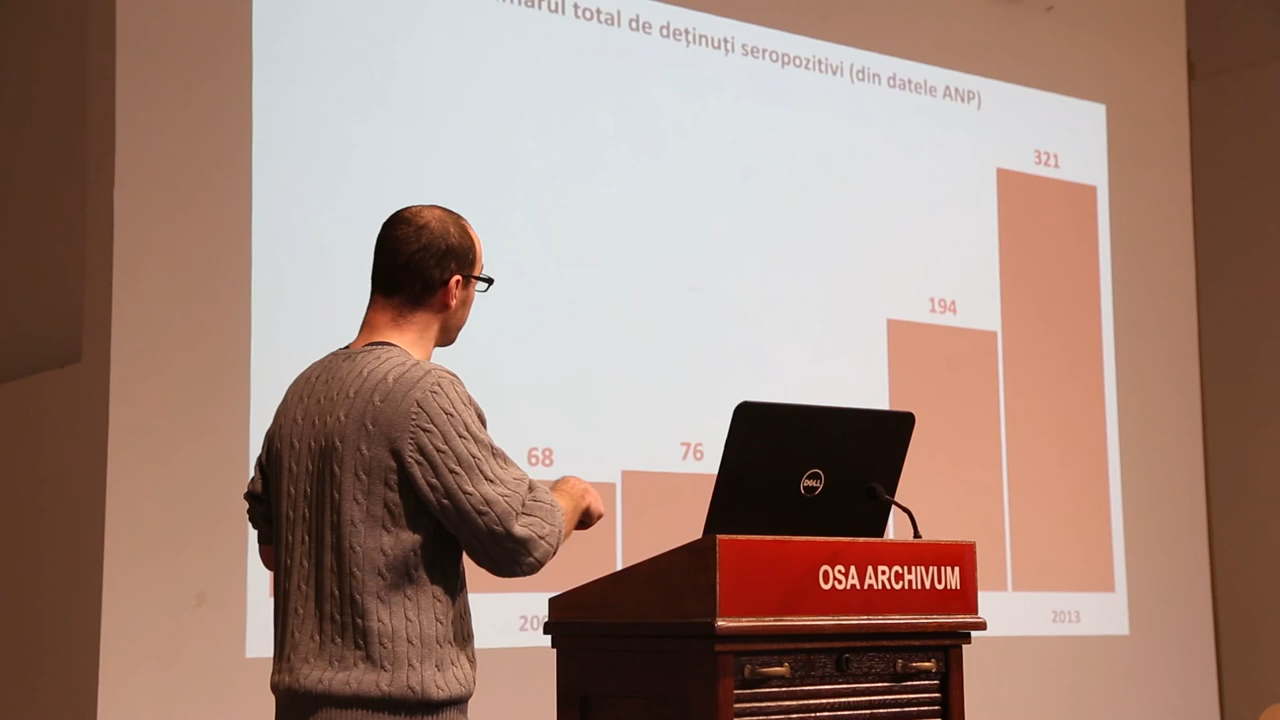 total de deținuți seropozitivi (din datele ANP)
321
194
68
76
DELL
OSA ARCHIVUM
2013